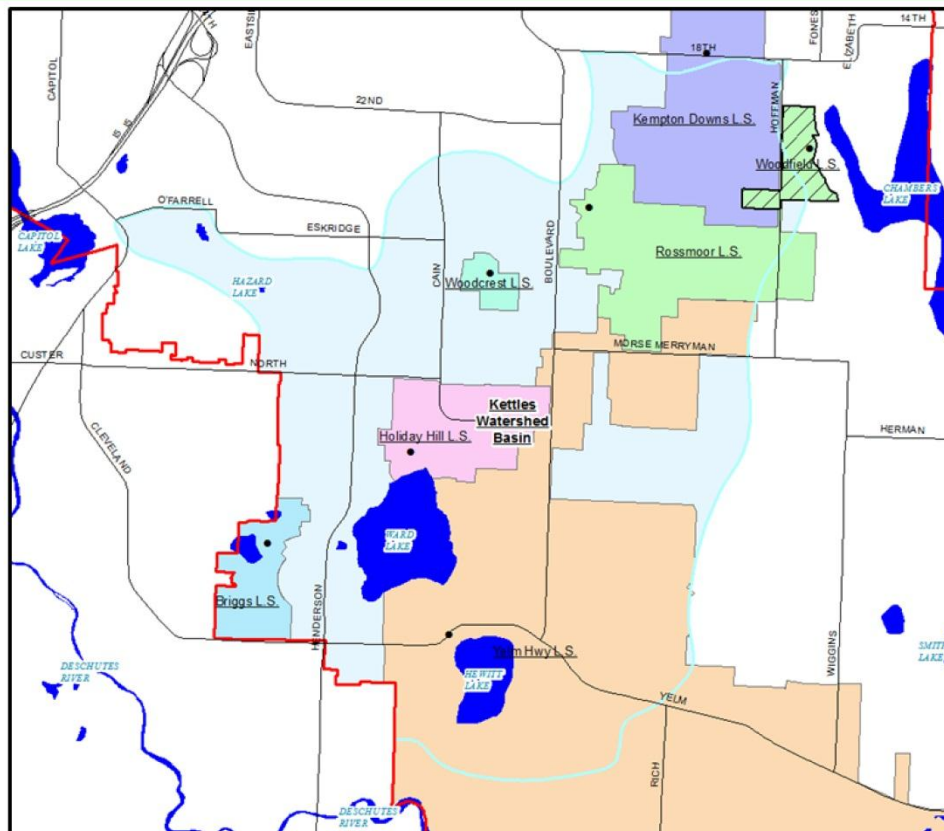 CAPITOL
EASTSIDE
FONES
ELIZABETH
14TH
18TH
I5
I5
22ND
Kempton Downs L.S.
HOFFMAN
Woodfield L.S.
CHAMBERS
LAKE
O'FARRELL
ESKRIDGE
CAPITOL
LAKE
HAZARD
LAKE
CAIN
Woodcrest L.S.
BOULEVARD
Rossmoor L.S.
CUSTER
NORTH
MORSE MERRYMAN
Kettles
Watershed
Basin
Holiday Hill L.S.
CLEVELAND
HERMAN
WARD
LAKE
Briggs L.S.
HENDERSON
Yelm Hwy L.S.
HEWITT
LAKE
WIGGINS
SMITH
LAKE
DESCHUTES
RIVER
YELM
RICH
DESCHUTES
RIVER